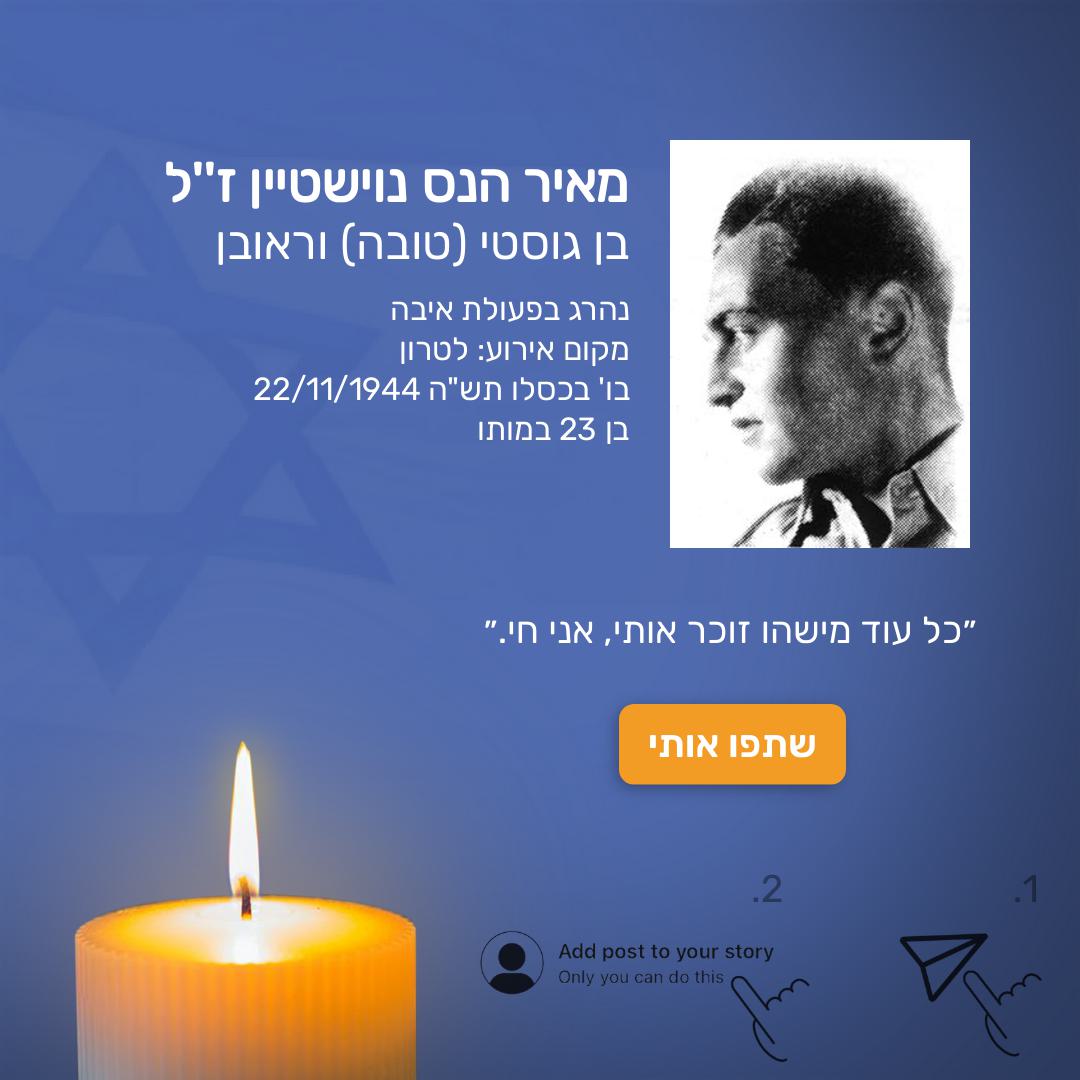 מאיר הנס נוישטיין ז"ל
בן גוסטי (טובה) וראובן
נהרג בפעולת איבה
מקום אירוע: לטרון
בו' בכסלו תש"ה 22/11/1944
בן 23 במותו
״כל עוד מישהו זוכר אותי, אני חי.״
שתפו אותי
1.
2.
Add post to your story
Only you can do this